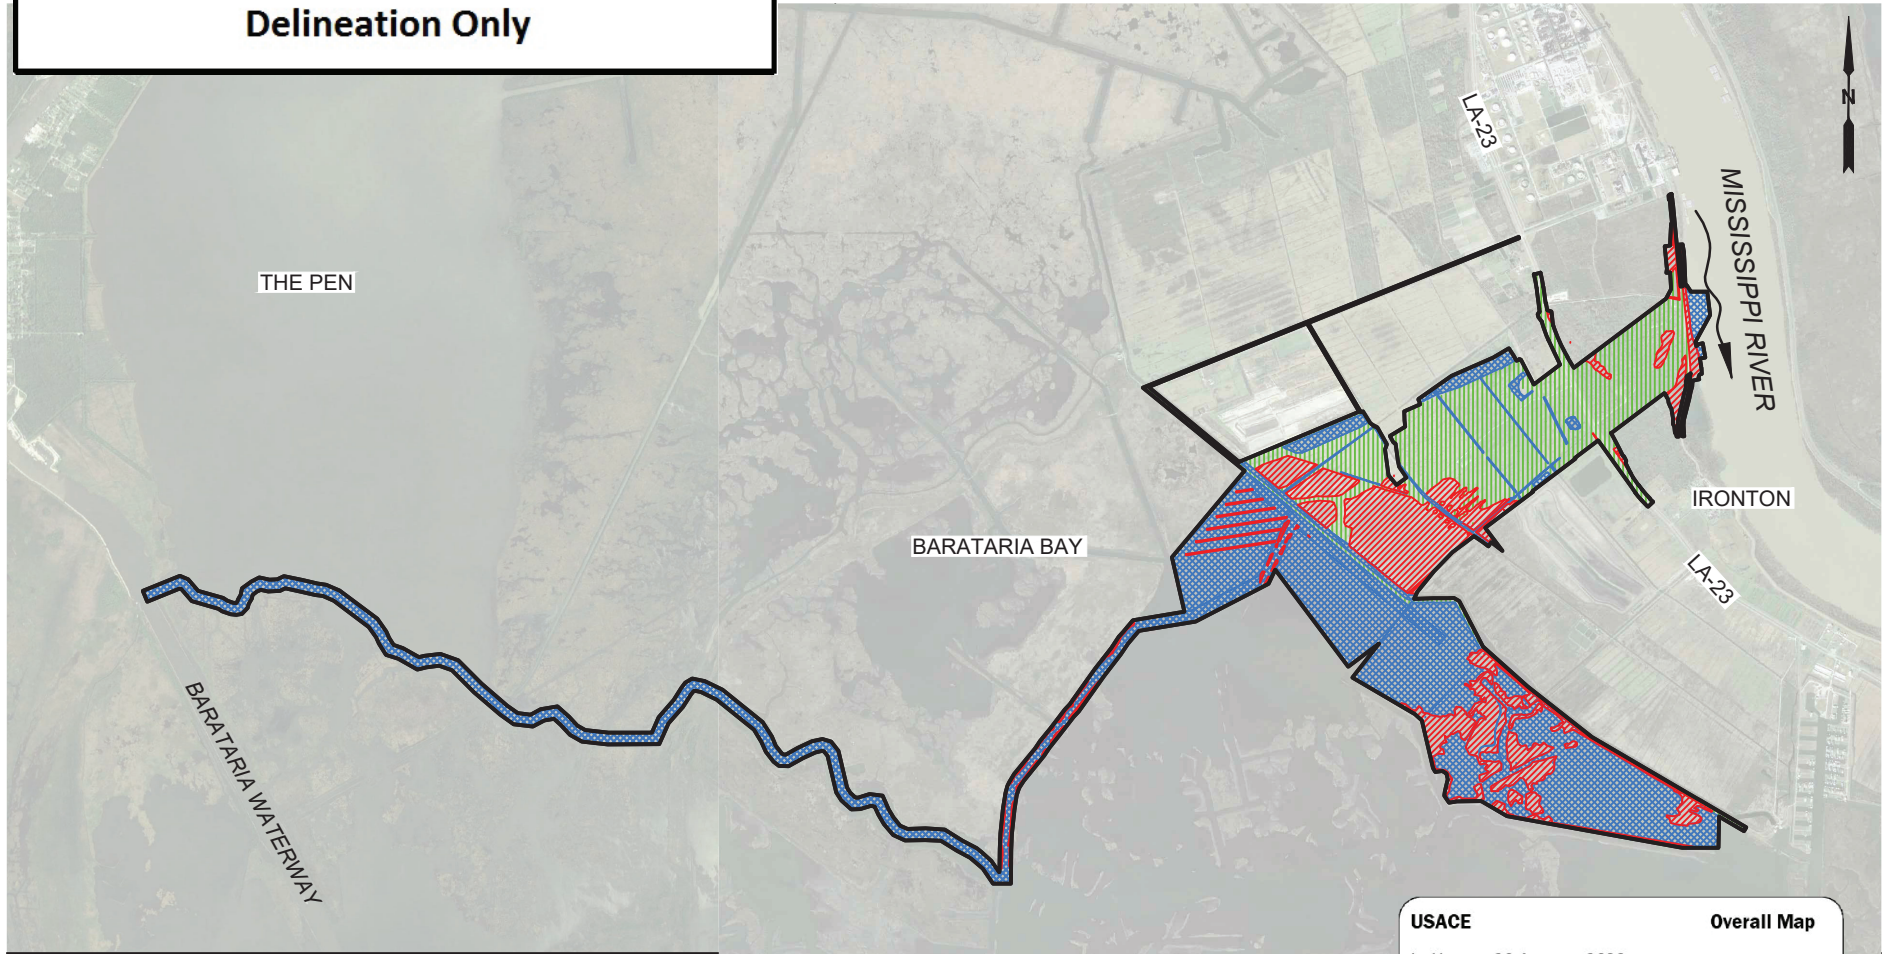 Delineation Only
LA-23
N
MISSISSIPPI RIVER
THE PEN
IRONTON
BARATARIA BAY
LA-23
BARATARIA WATERWAY
USACE Overall Map